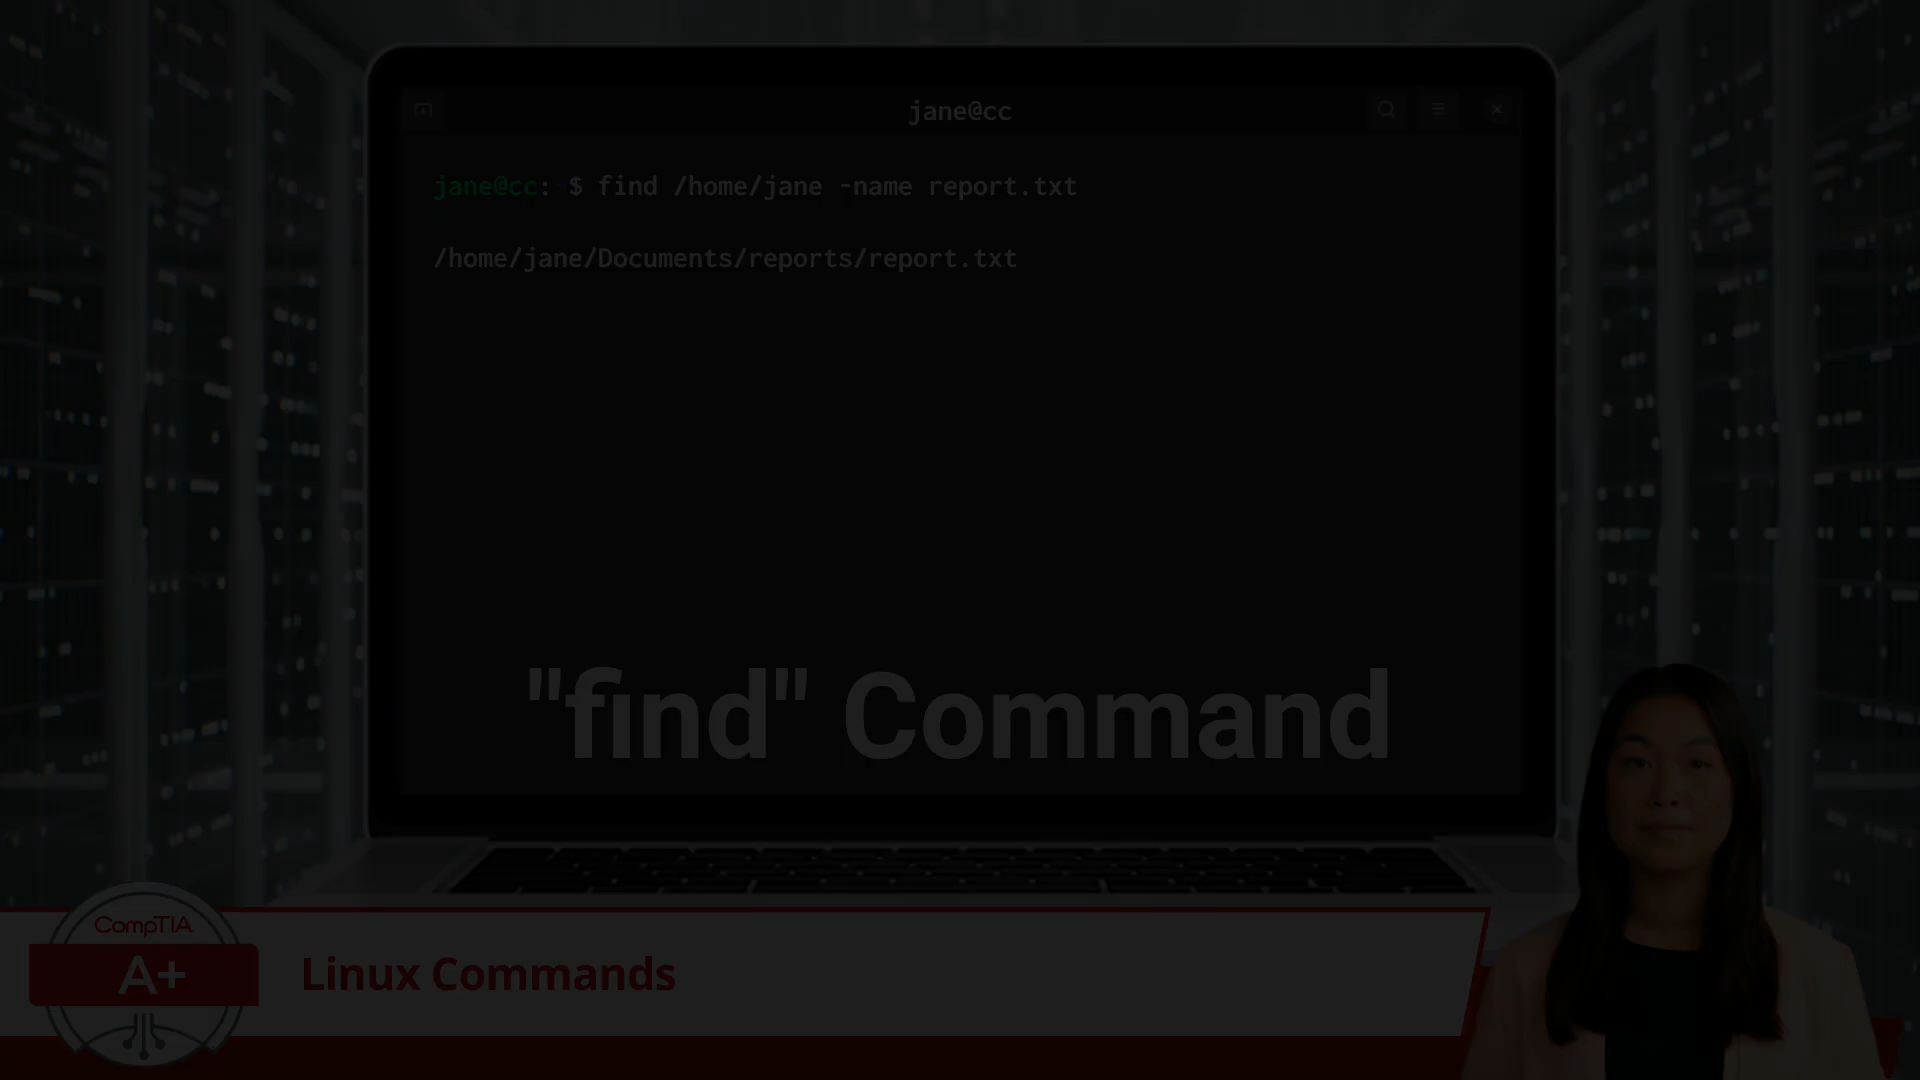 jane@cc
jane@cc: ~$ find /home/jane -name report.txt
/home/jane/Documents/reports/report.txt
"find" Command
CompTIA
A+
Linux Commands